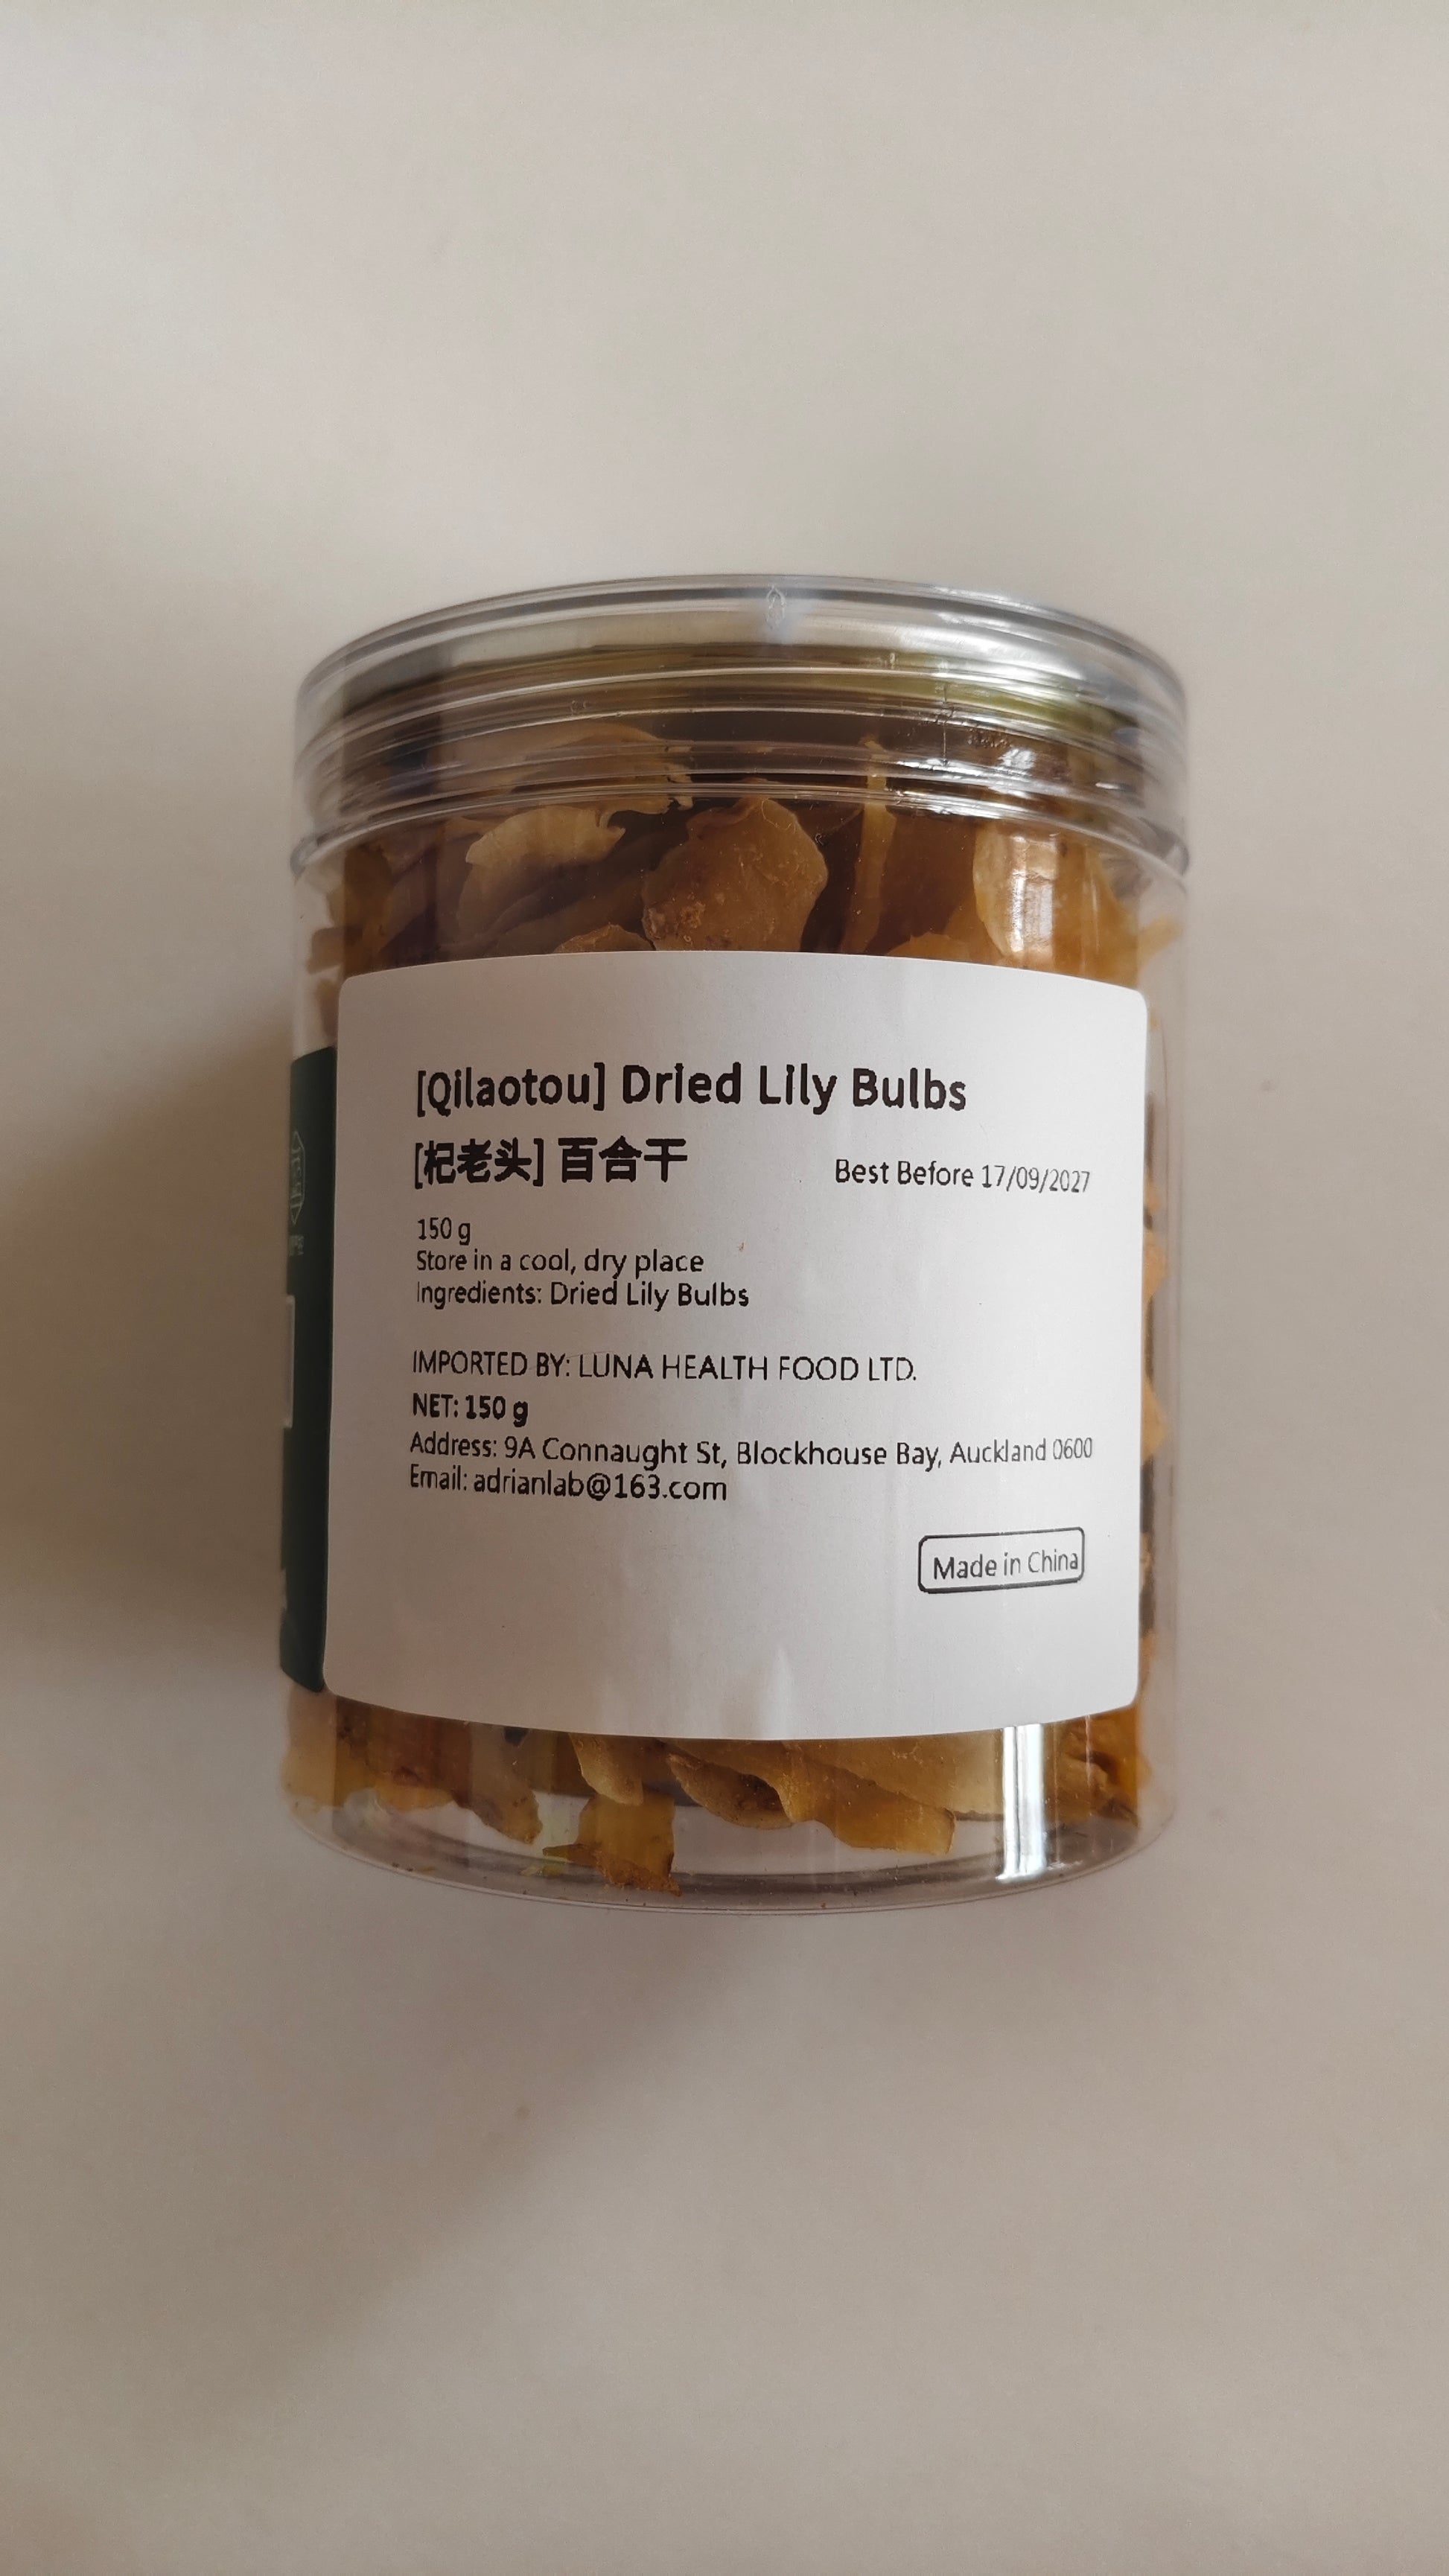 [Qilaotou] Dried Lily Bulbs
[杞老头] 百合干
Best Before 17/09/2027
150 g
Store in a cool, dry place
Ingredients: Dried Lily Bulbs
IMPORTED BY: LUNA HEALTH FOOD LTD.
NET: 150 g
Address: 9A Connaught St, Blockhouse Bay, Auckland 0600
Email: adrianlab@163.com
Made in China